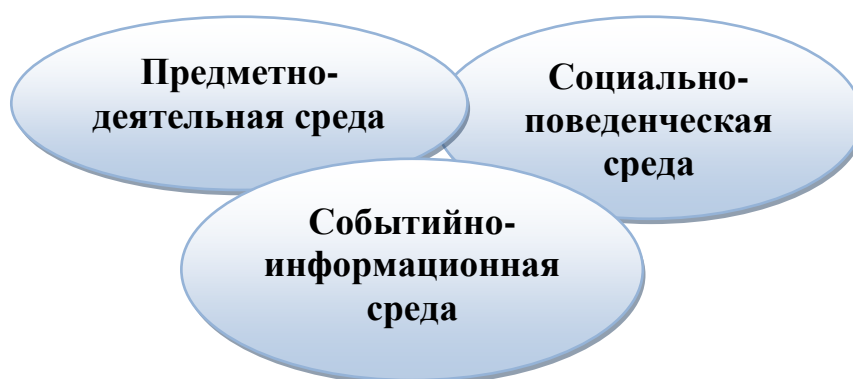 Предметно-
деятельная среда
Социально-
поведенческая
среда
Событийно-
информационная
среда